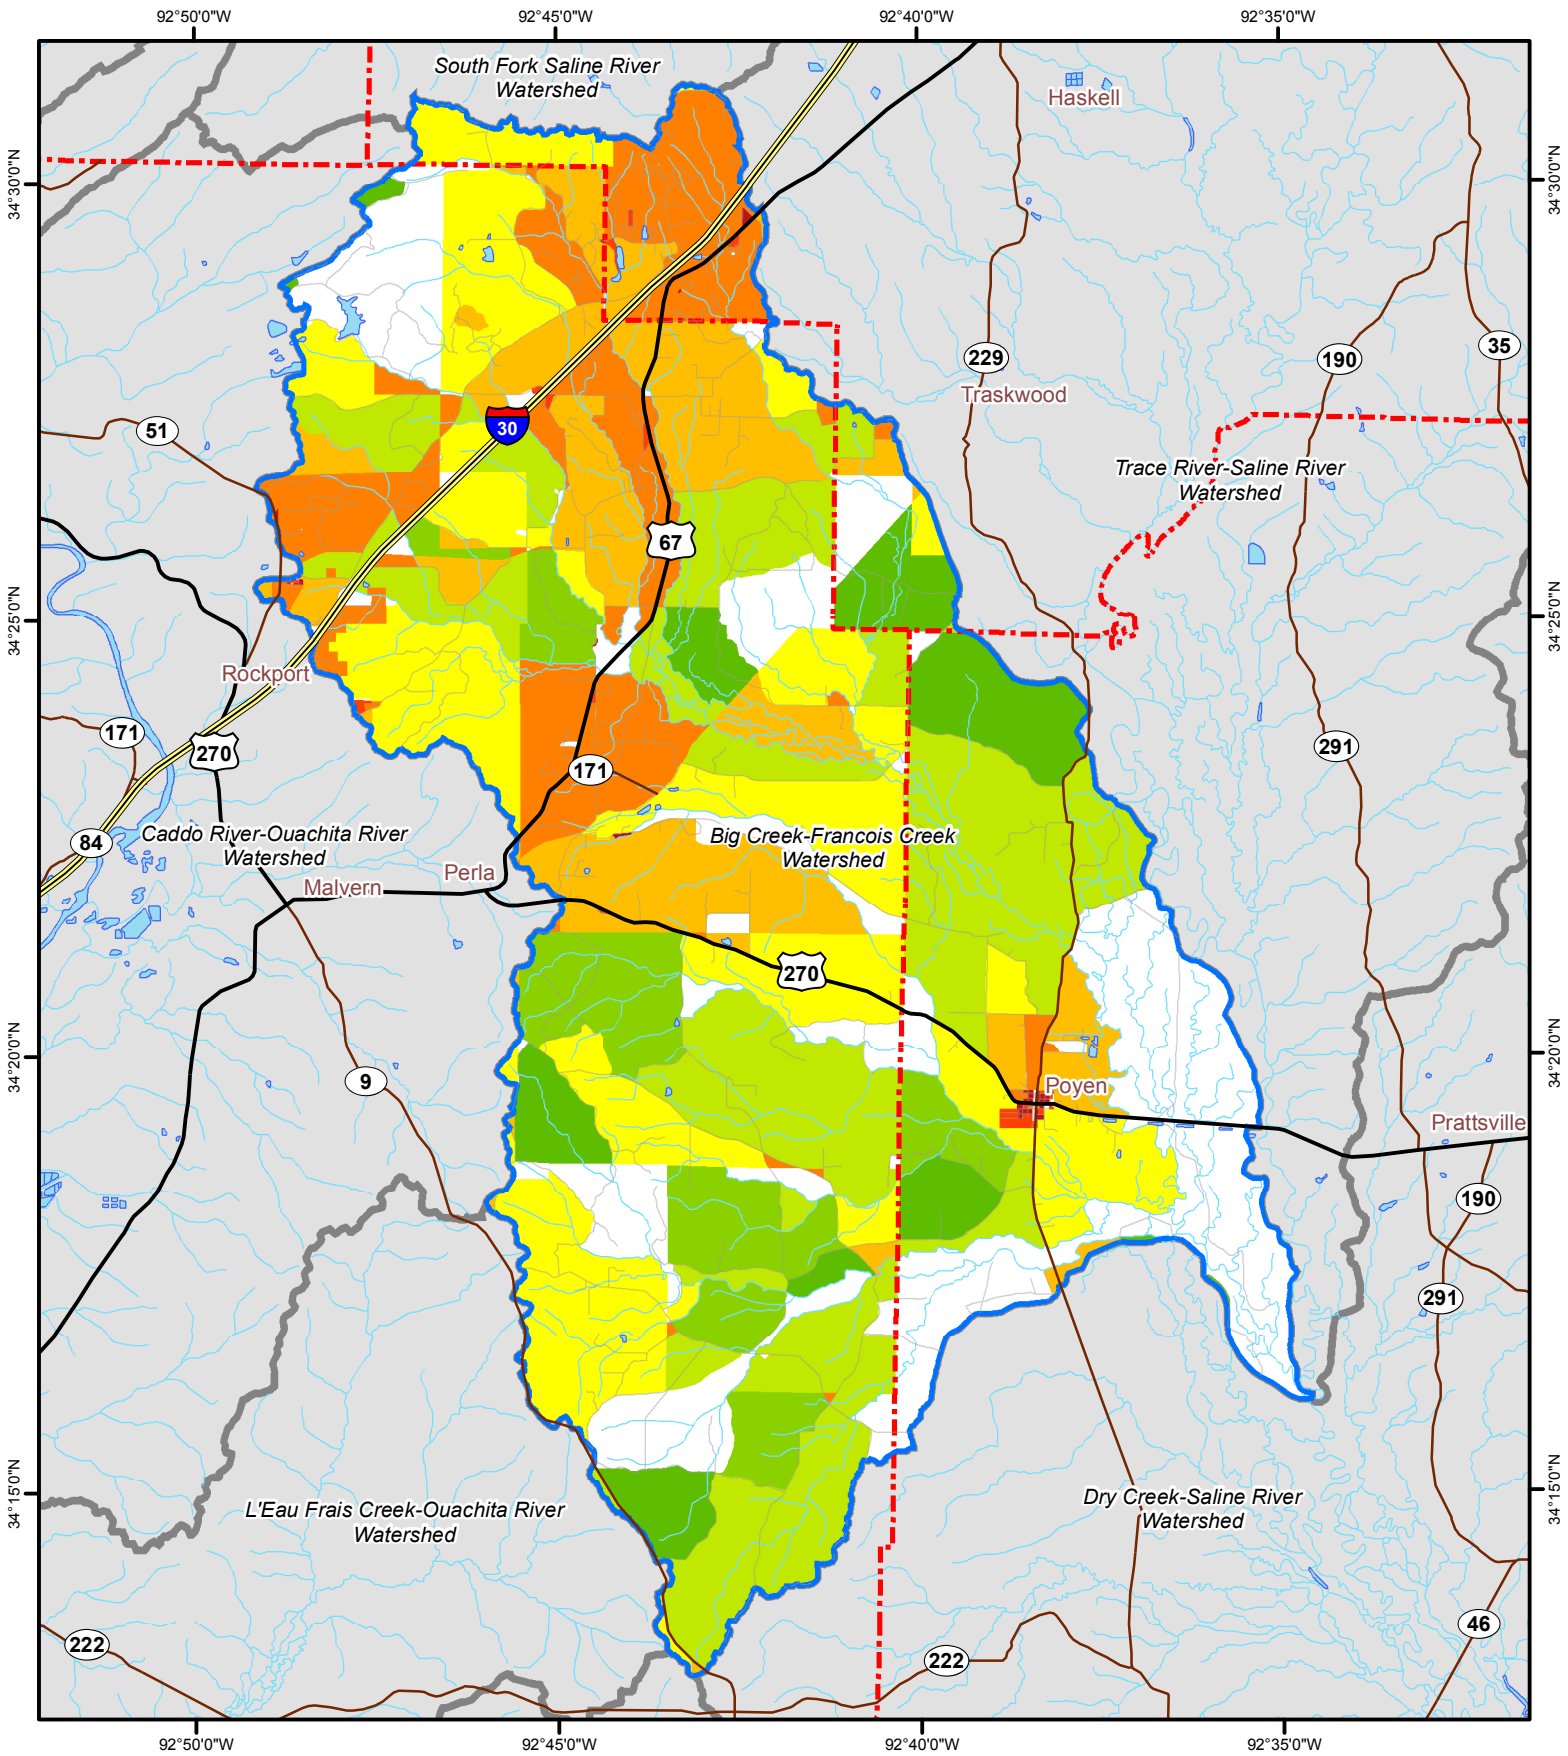 92°50'0"W
92°45'0"W
92°40'0"W
92°35'0"W
South Fork Saline River
Watershed
Haskell
34°30'0"N
34°30'0"N
229
190
35
Traskwood
30
51
Trace River-Saline River
Watershed
67
34°25'0"N
34°25'0"N
Rockport
171
270
291
171
84
Caddo River-Ouachita River
Watershed
Big Creek-Francois Creek
Watershed
Perla
Malvern
270
34°20'0"N
34°20'0"N
9
Poyen
Prattsville
190
291
34°15'0"N
34°15'0"N
L'Eau Frais Creek-Ouachita River
Watershed
Dry Creek-Saline River
Watershed
46
222
222
92°50'0"W
92°45'0"W
92°40'0"W
92°35'0"W